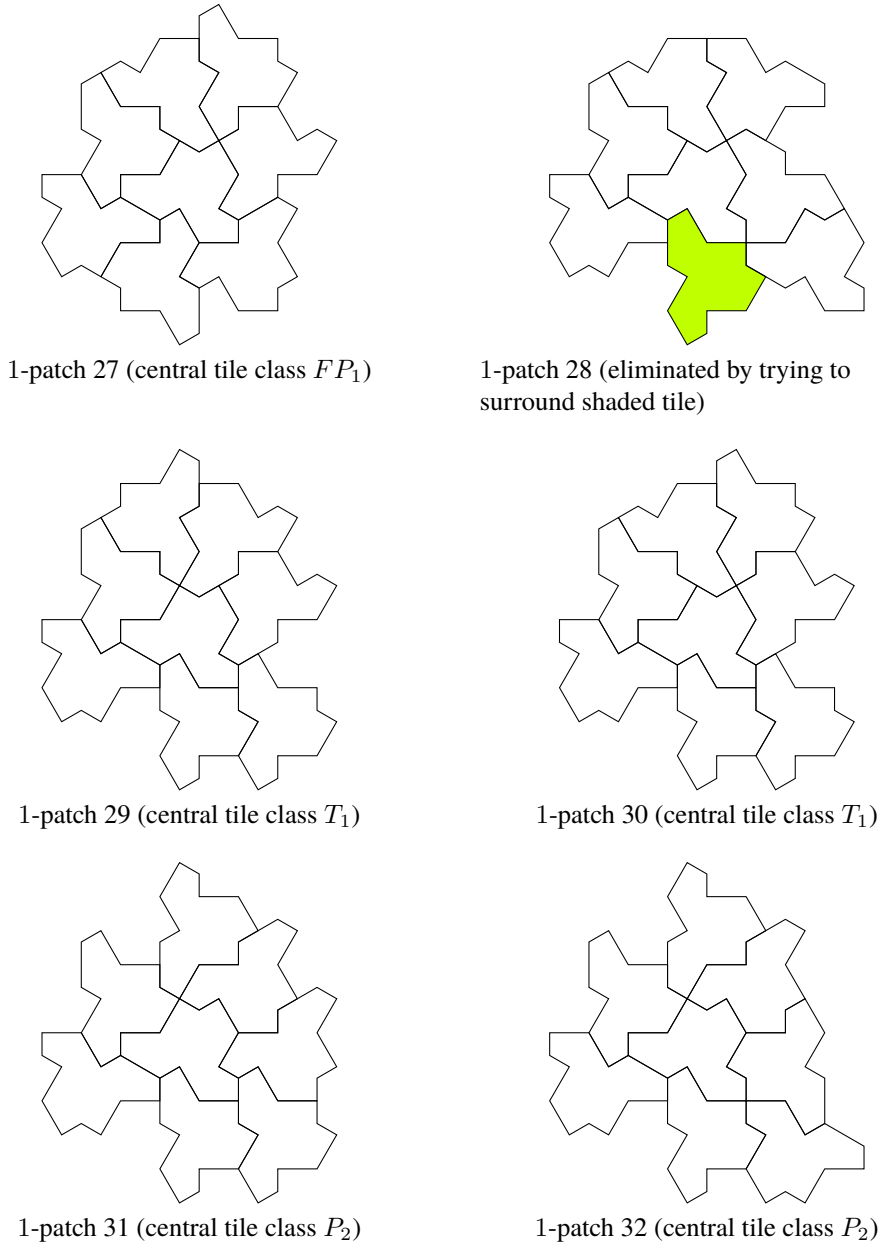 1-patch 27 (central tile class FP₁)
1-patch 28 (eliminated by trying to
surround shaded tile)
1-patch 29 (central tile class T₁)
1-patch 30 (central tile class T₁)
1-patch 31 (central tile class P₂)
1-patch 32 (central tile class P₂)